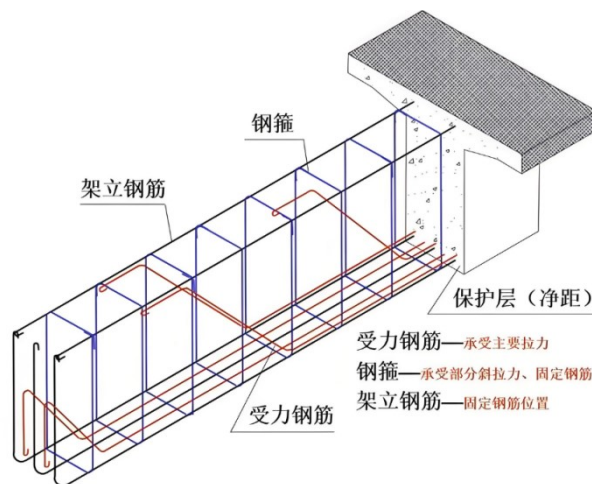 钢箍
架立钢筋
保护层（净距）
受力钢筋—承受主要拉力
钢箍—承受部分斜拉力、固定钢筋
架立钢筋—固定钢筋位置
受力钢筋